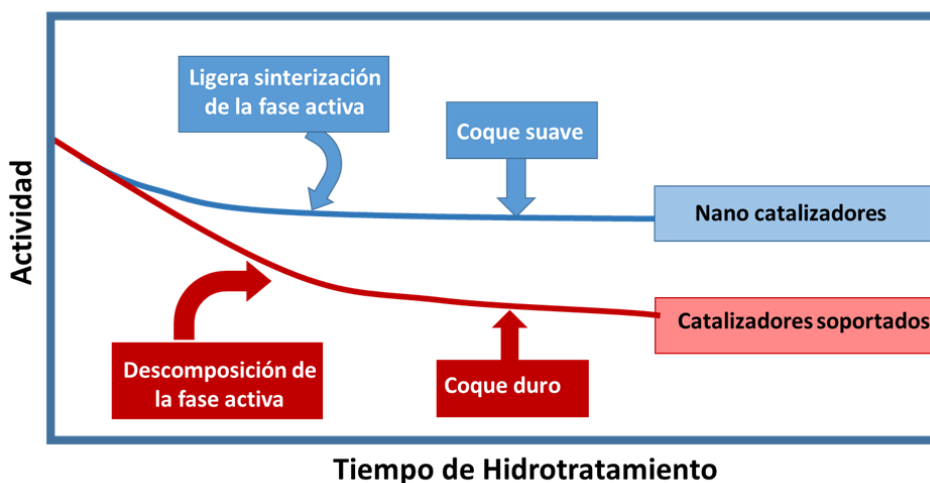 Ligera sinterización
de la fase activa
Coque suave
Nano catalizadores
Actividad
Catalizadores soportados
Descomposición de
la fase activa
Coque duro
Tiempo de Hidrotratamiento